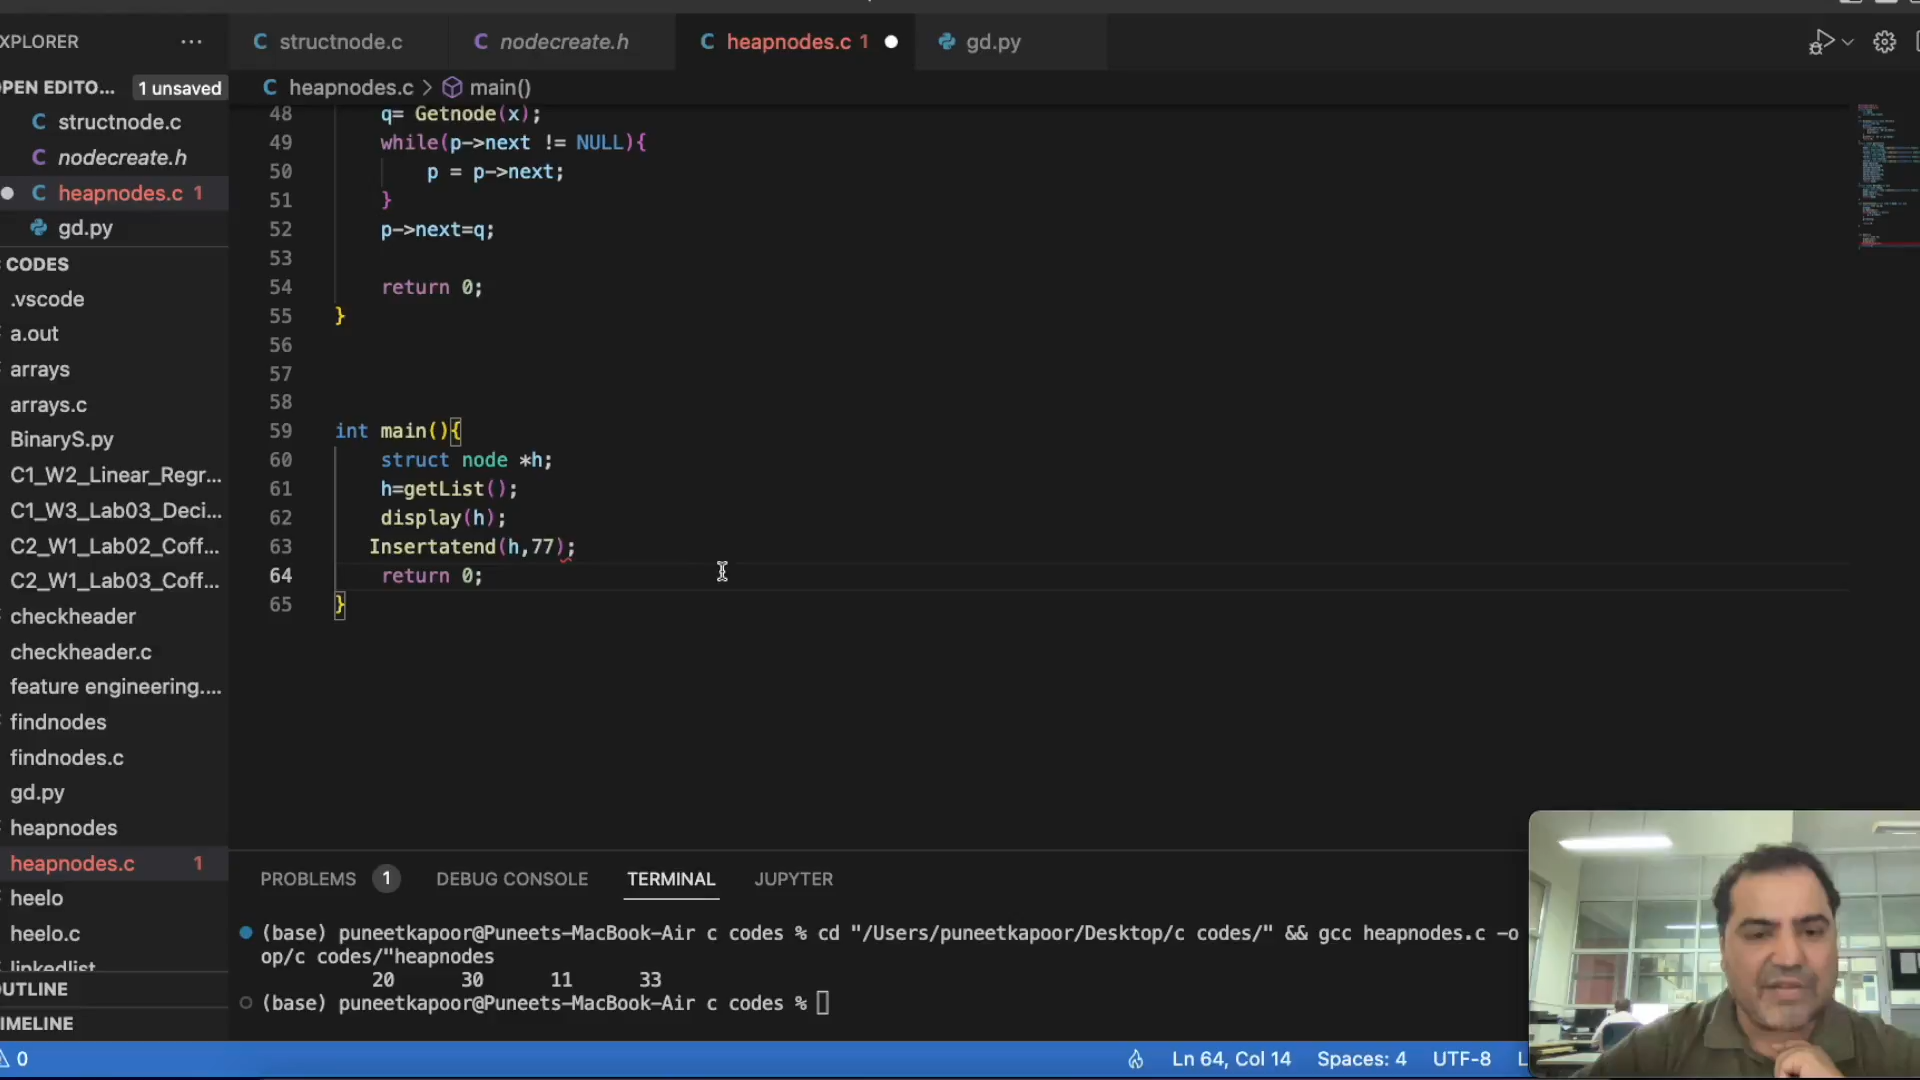 XPLORER ···
structnode.c
nodecreate.h
heapnodes.c 1
gd.py
PEN EDITO... 1 unsaved
heapnodes.c > main()
structnode.c
nodecreate.h
heapnodes.c 1
gd.py
CODES
.vscode
a.out
arrays
arrays.c
BinaryS.py
C1_W2_Linear_Regr...
C1_W3_Lab03_Deci...
C2_W1_Lab02_Coff...
C2_W1_Lab03_Coff...
checkheader
checkheader.c
feature engineering....
findnodes
findnodes.c
gd.py
heapnodes
heapnodes.c 1
heelo
heelo.c
linkedlist
UTLINE
IMELINE
48 q= Getnode(x);
49 while(p->next != NULL){
50 p = p->next;
51 }
52 p->next=q;
53
54 return 0;
55 }
56
57
58
59 int main(){
60 struct node *h;
61 h=getList();
62 display(h);
63 Insertatend(h,77);
64 return 0;
65 }
PROBLEMS 1 DEBUG CONSOLE TERMINAL JUPYTER
(base) puneetkapoor@Puneets-MacBook-Air c codes % cd "/Users/puneetkapoor/Desktop/c codes/" && gcc heapnodes.c -o
op/c codes/"heapnodes
20 30 11 33
(base) puneetkapoor@Puneets-MacBook-Air c codes %
0 Ln 64, Col 14 Spaces: 4 UTF-8 L